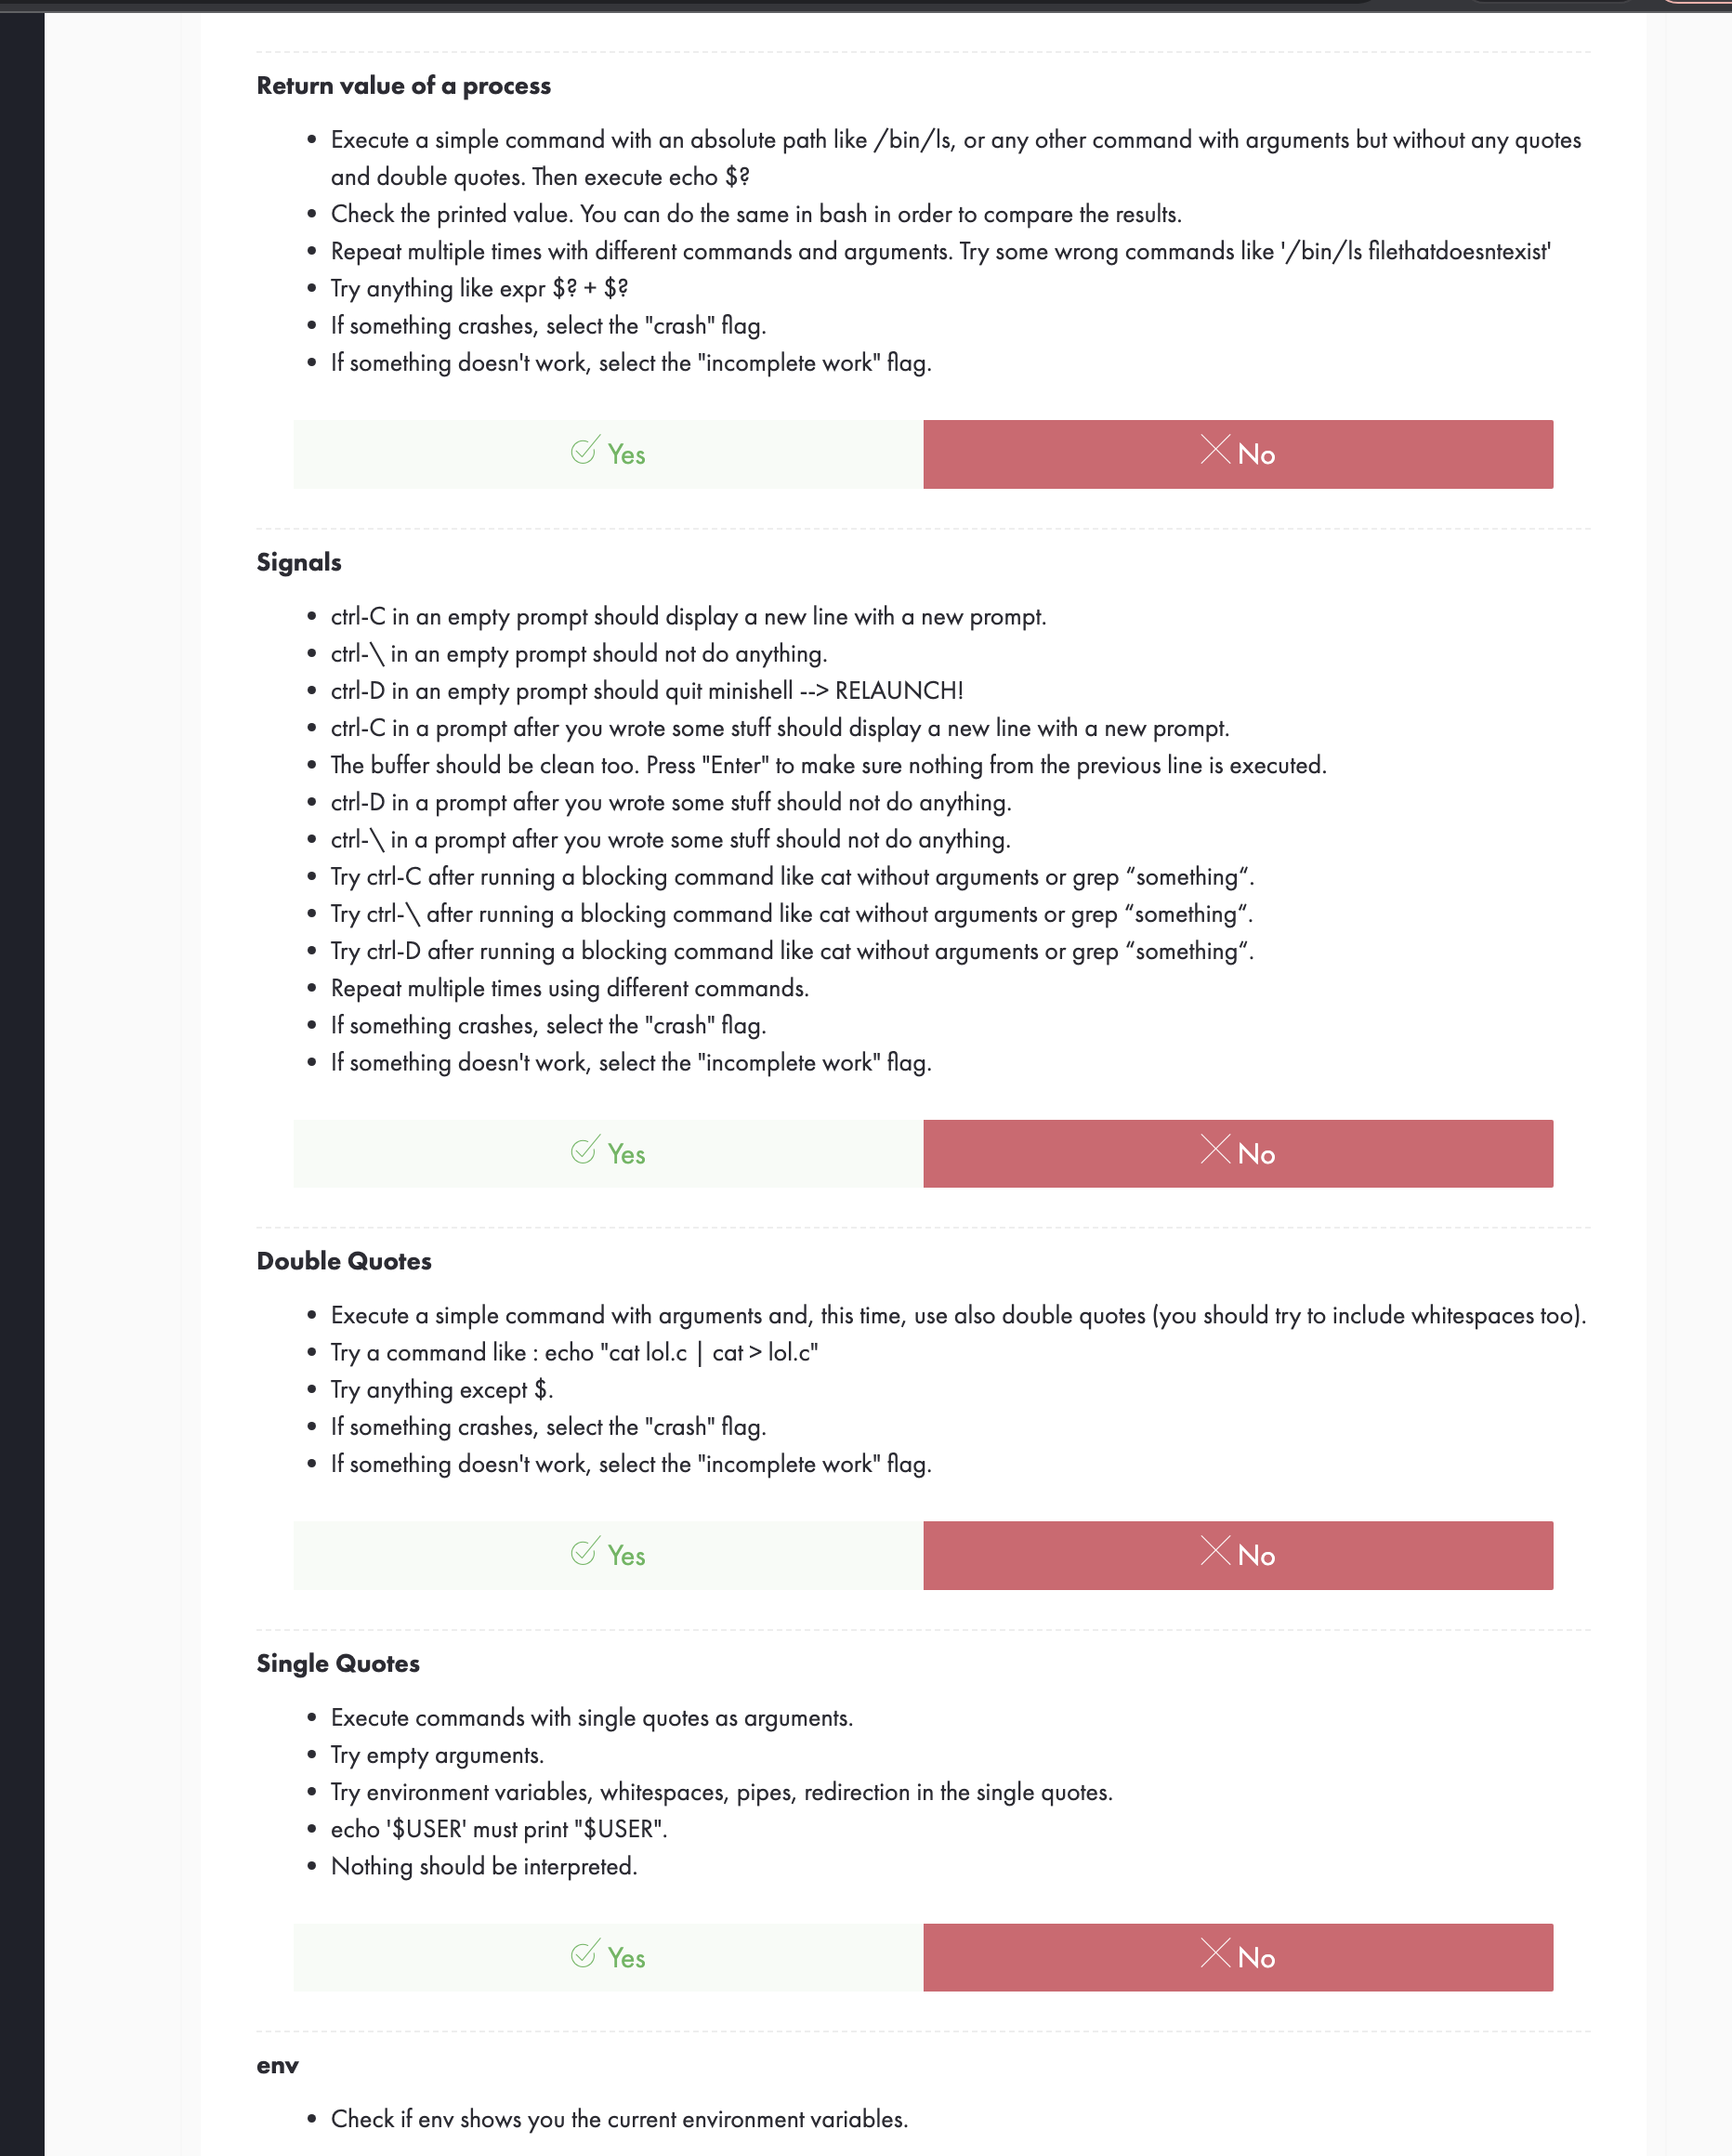 Return value of a process
Execute a simple command with an absolute path like /bin/ls, or any other command with arguments but without any quotes
and double quotes. Then execute echo $?
Check the printed value. You can do the same in bash in order to compare the results.
Repeat multiple times with different commands and arguments. Try some wrong commands like '/bin/ls filethatdoesntexist'
Try anything like expr $? + $?
If something crashes, select the "crash" flag.
If something doesn't work, select the "incomplete work" flag.
Yes
No
Signals
ctrl-C in an empty prompt should display a new line with a new prompt.
ctrl-\ in an empty prompt should not do anything.
ctrl-D in an empty prompt should quit minishell --> RELAUNCH!
ctrl-C in a prompt after you wrote some stuff should display a new line with a new prompt.
The buffer should be clean too. Press "Enter" to make sure nothing from the previous line is executed.
ctrl-D in a prompt after you wrote some stuff should not do anything.
ctrl-\ in a prompt after you wrote some stuff should not do anything.
Try ctrl-C after running a blocking command like cat without arguments or grep “something“.
Try ctrl-\ after running a blocking command like cat without arguments or grep “something“.
Try ctrl-D after running a blocking command like cat without arguments or grep “something“.
Repeat multiple times using different commands.
If something crashes, select the "crash" flag.
If something doesn't work, select the "incomplete work" flag.
Yes
No
Double Quotes
Execute a simple command with arguments and, this time, use also double quotes (you should try to include whitespaces too).
Try a command like : echo "cat lol.c | cat > lol.c"
Try anything except $.
If something crashes, select the "crash" flag.
If something doesn't work, select the "incomplete work" flag.
Yes
No
Single Quotes
Execute commands with single quotes as arguments.
Try empty arguments.
Try environment variables, whitespaces, pipes, redirection in the single quotes.
echo '$USER' must print "$USER".
Nothing should be interpreted.
Yes
No
env
Check if env shows you the current environment variables.